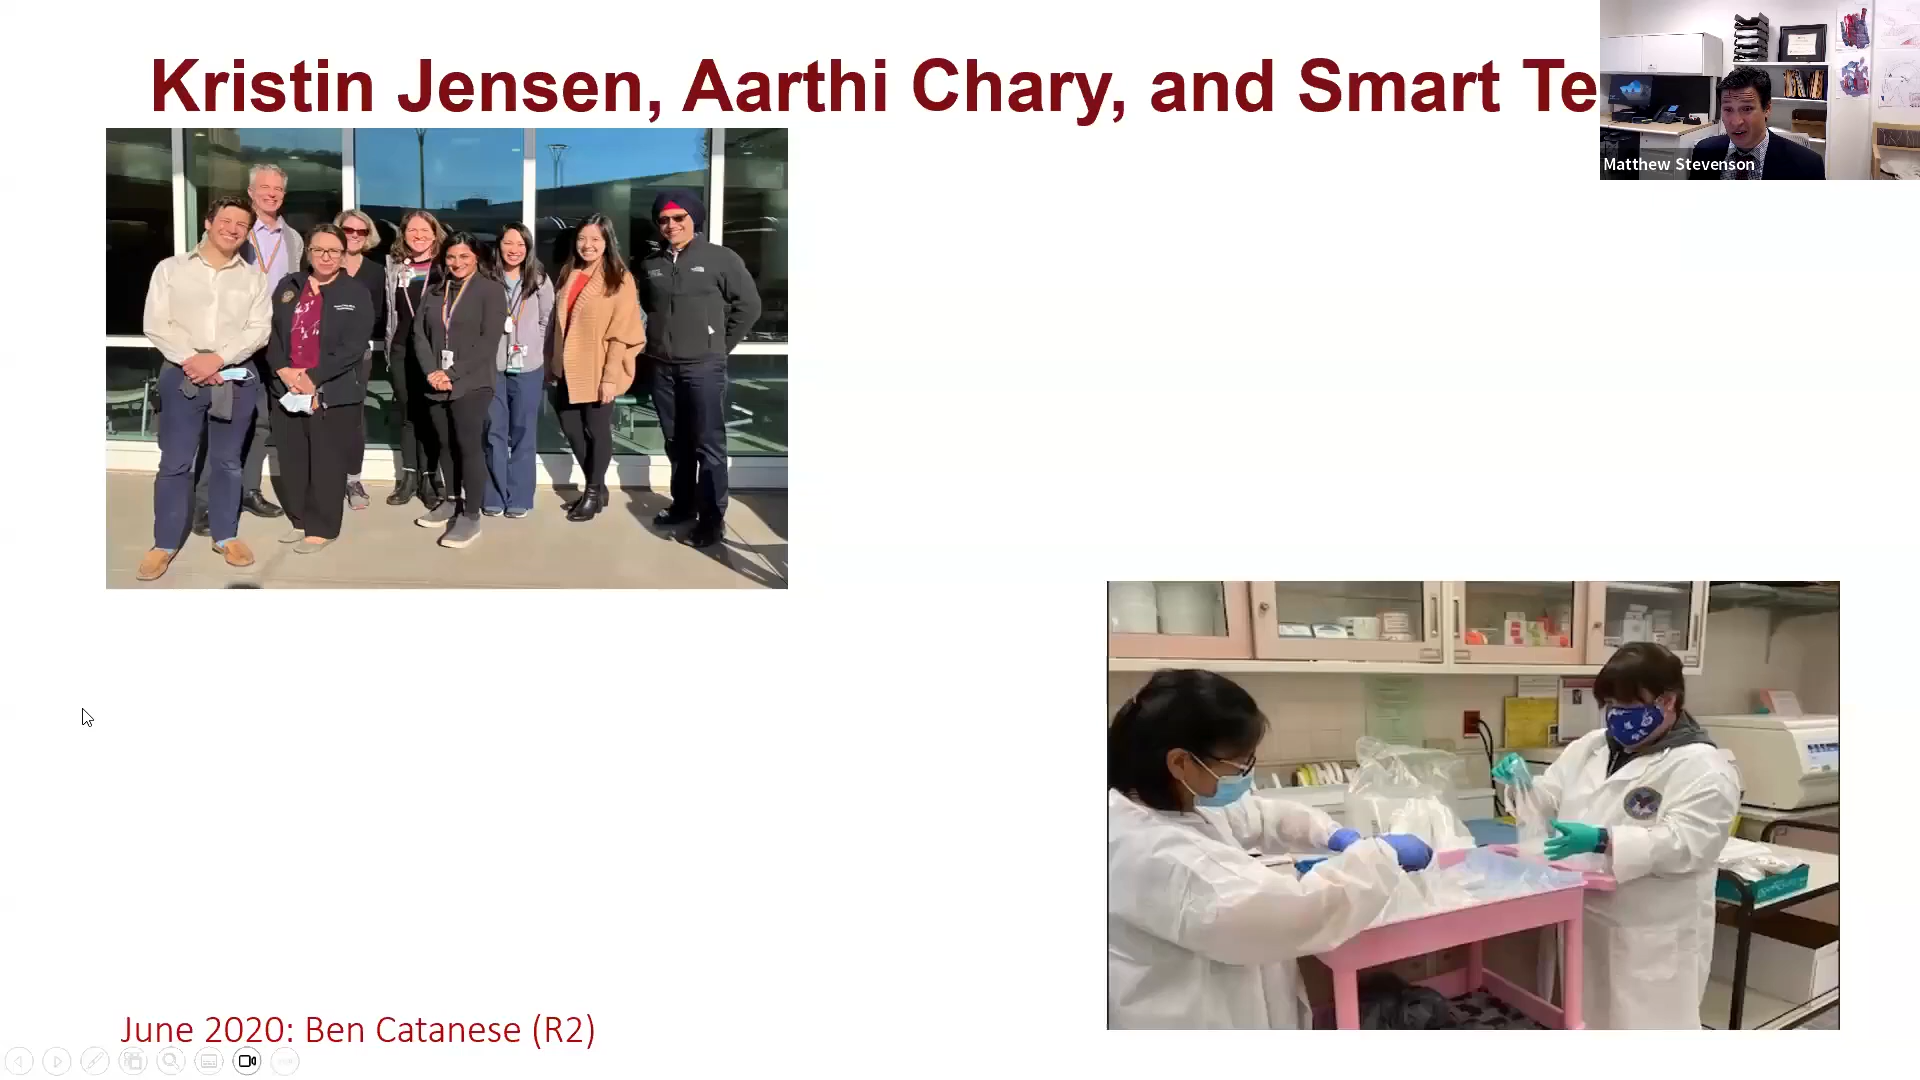 Kristin Jensen, Aarthi Chary, and Smart Te
Matthew Stevenson
June 2020: Ben Catanese (R2)